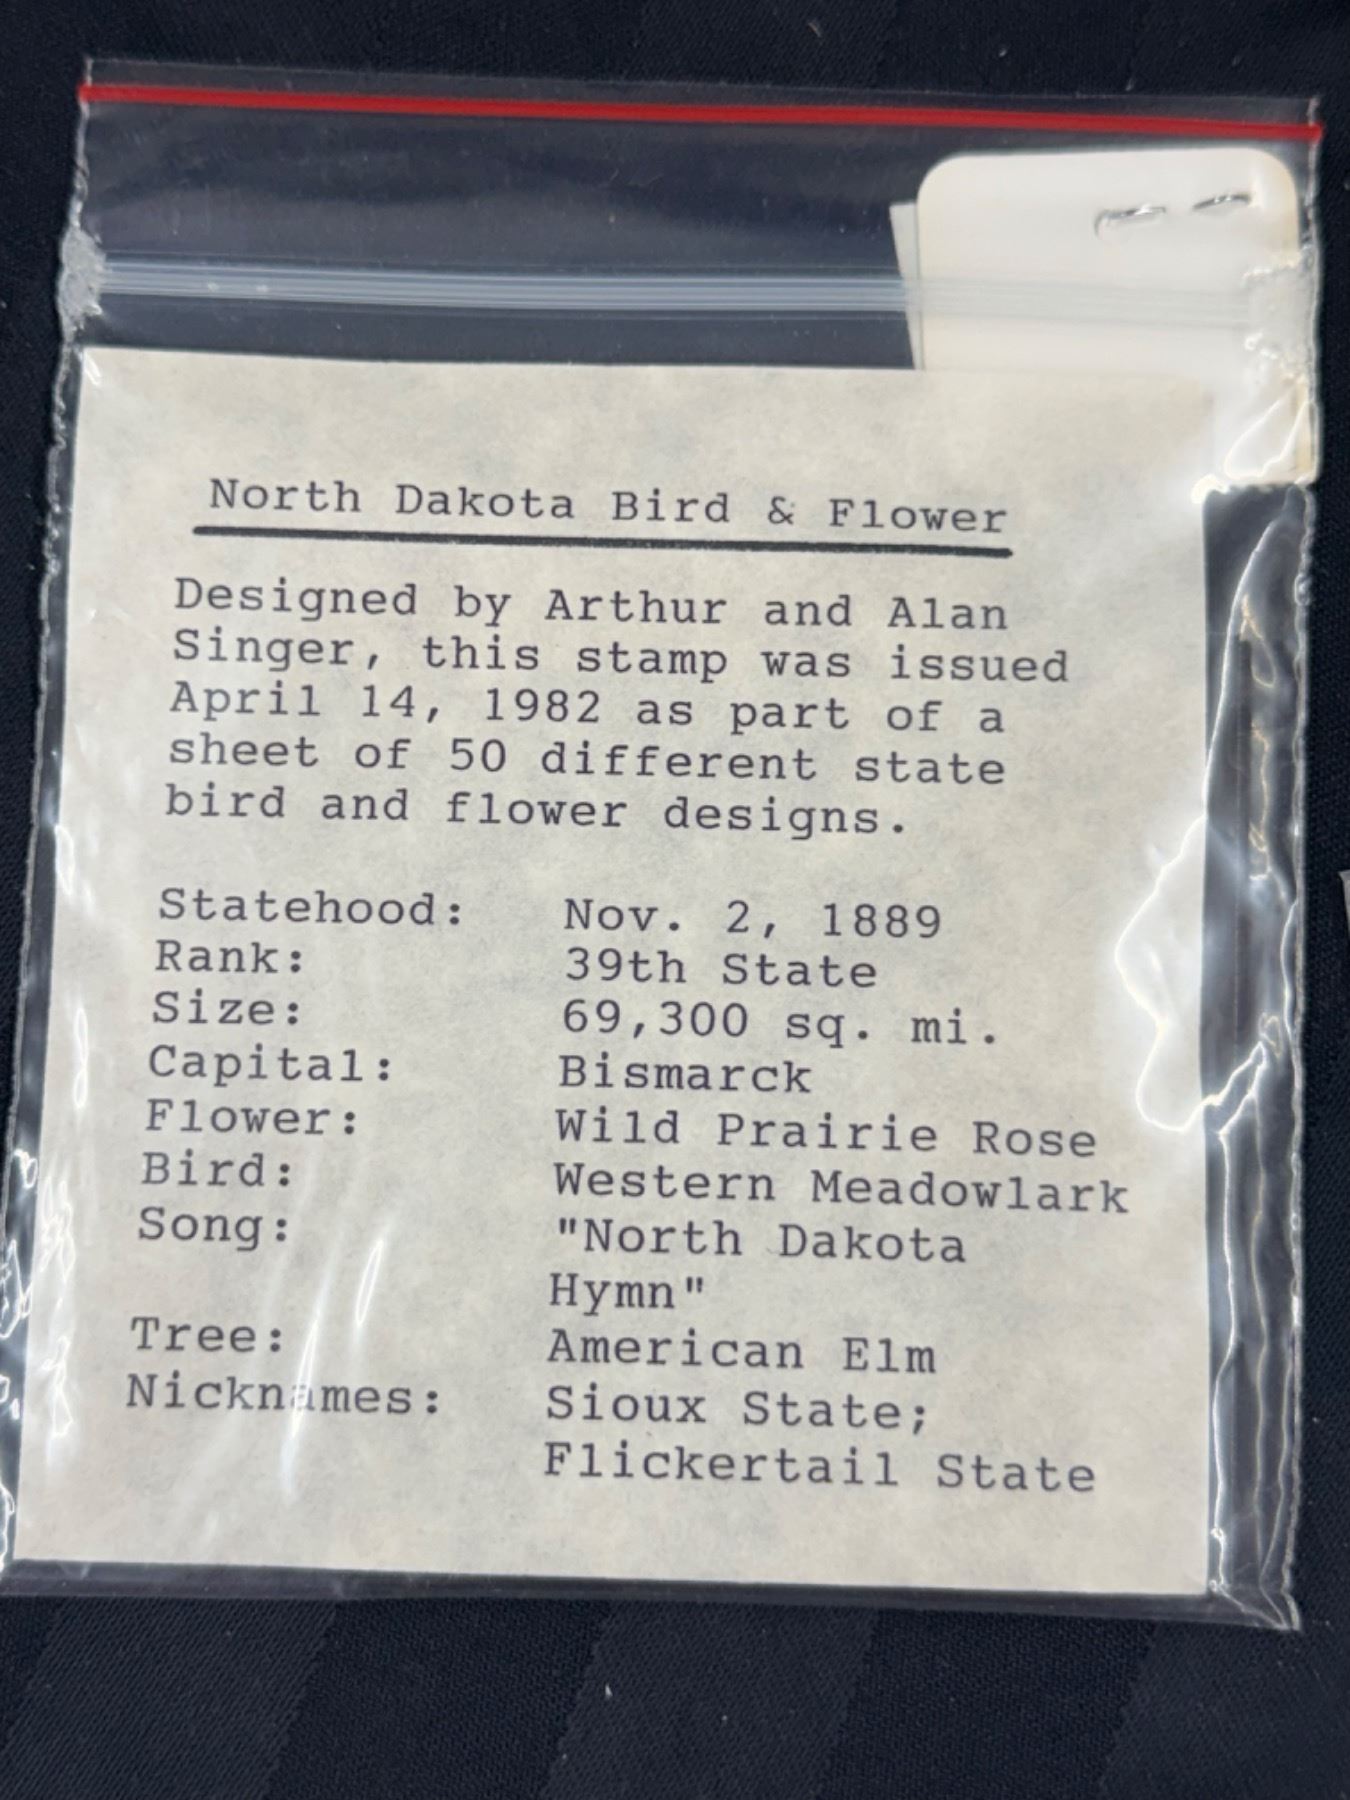 North Dakota Bird & Flower
Designed by Arthur and Alan
Singer, this stamp was issued
April 14, 1982 as part of a
sheet of 50 different state
bird and flower designs.
Statehood: Nov. 2, 1889
Rank: 39th State
Size: 69,300 sq. mi.
Capital: Bismarck
Flower: Wild Prairie Rose
Bird: Western Meadowlark
Song: "North Dakota
Hymn"
Tree: American Elm
Nicknames: Sioux State;
Flickertail State